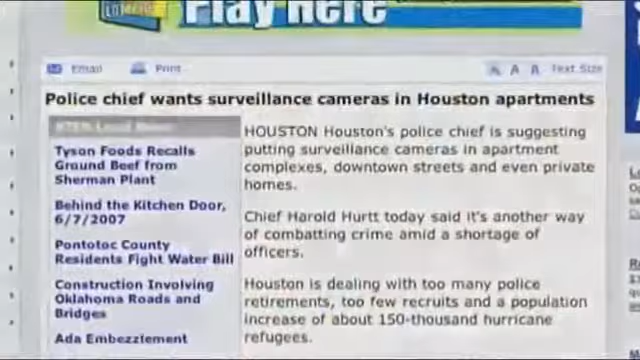 Play Here
Email Print A A A Text Size
Police chief wants surveillance cameras in Houston apartments
Tyson Foods Recalls
Ground Beef from
Sherman Plant
Behind the Kitchen Door,
6/7/2007
Pontotoc County
Residents Fight Water Bill
Construction Involving
Oklahoma Roads and
Bridges
Ada Embezzlement
HOUSTON Houston's police chief is suggesting
putting surveillance cameras in apartment
complexes, downtown streets and even private
homes.
Chief Harold Hurtt today said it's another way
of combatting crime amid a shortage of
officers.
Houston is dealing with too many police
retirements, too few recruits and a population
increase of about 150-thousand hurricane
refugees.